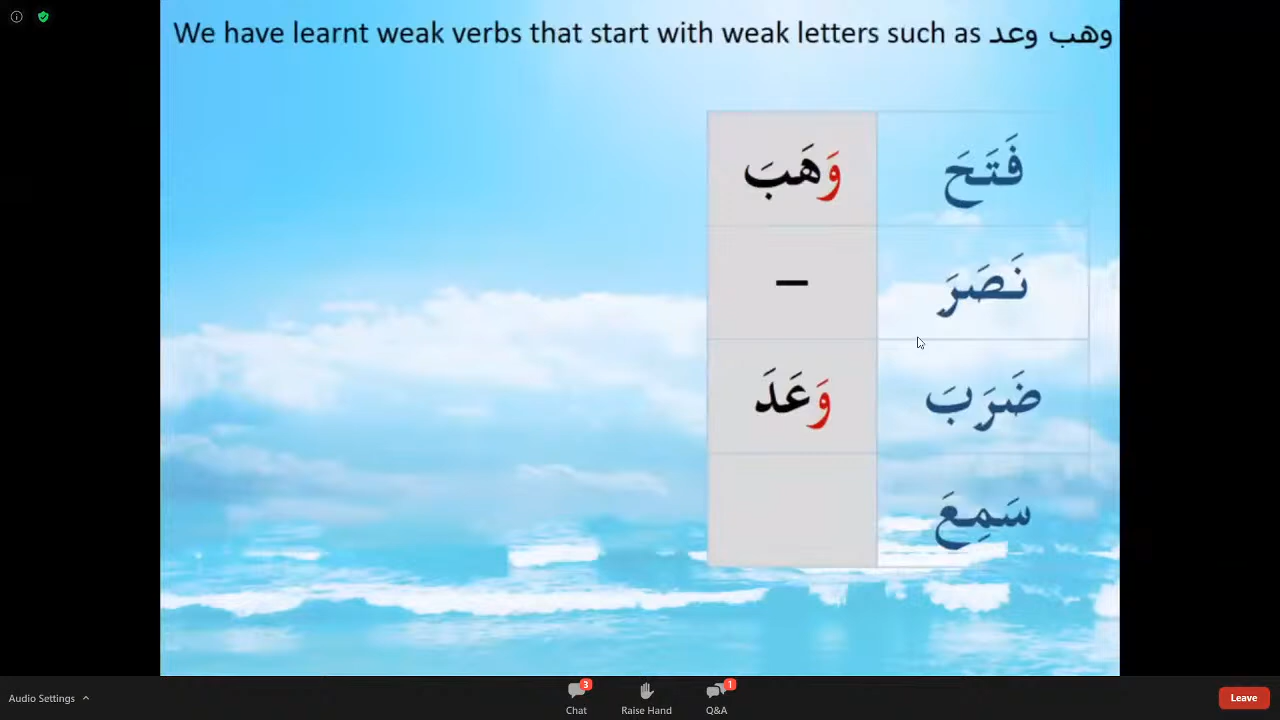 We have learnt weak verbs that start with weak letters such as وهب وعد
فَتَحَ وَهَبَ
نَصَرَ –
ضَرَبَ وَعَدَ
سَمِعَ
Audio Settings
3
Chat
Raise Hand
1
Q&A
Leave